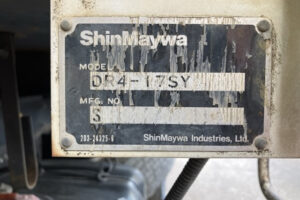 ShinMaywa
MODEL
DR4-17SY
MFG. NO
S
ShinMaywa Industries, Ltd.